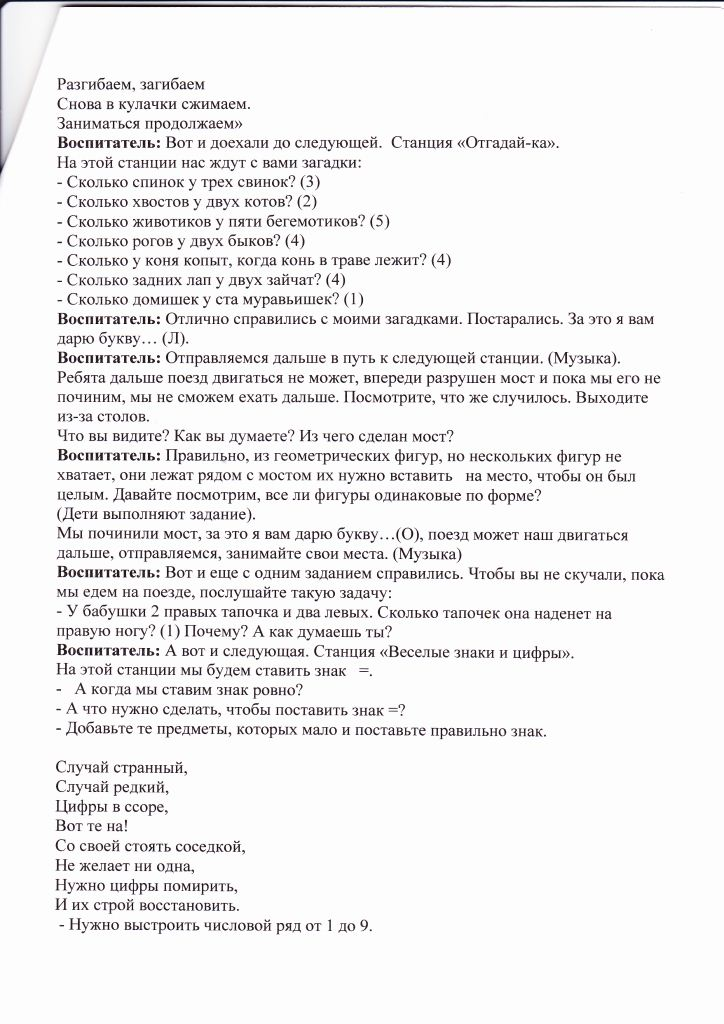 Разгибаем, загибаем
Снова в кулачки сжимаем.
Заниматься продолжаем»
Воспитатель: Вот и доехали до следующей.  Станция «Отгадай-ка».
На этой станции нас ждут с вами загадки:
- Сколько спинок у трех свинок? (3)
- Сколько хвостов у двух котов? (2)
- Сколько животиков у пяти бегемотиков? (5)
- Сколько рогов у двух быков? (4)
- Сколько у коня копыт, когда конь в траве лежит? (4)
- Сколько задних лап у двух зайчат? (4)
- Сколько домишек у ста муравьишек? (1)
Воспитатель: Отлично справились с моими загадками. Постарались. За это я вам
дарю букву… (Л).
Воспитатель: Отправляемся дальше в путь к следующей станции. (Музыка).
Ребята дальше поезд двигаться не может, впереди разрушен мост и пока мы его не
починим, мы не сможем ехать дальше. Посмотрите, что же случилось. Выходите
из-за столов.
Что вы видите? Как вы думаете? Из чего сделан мост?
Воспитатель: Правильно, из геометрических фигур, но нескольких фигур не
хватает, они лежат рядом с мостом их нужно вставить   на место, чтобы он был
целым. Давайте посмотрим, все ли фигуры одинаковые по форме?
(Дети выполняют задание).
Мы починили мост, за это я вам дарю букву…(О), поезд может наш двигаться
дальше, отправляемся, занимайте свои места. (Музыка)
Воспитатель: Вот и еще с одним заданием справились. Чтобы вы не скучали, пока
мы едем на поезде, послушайте такую задачу:
- У бабушки 2 правых тапочка и два левых. Сколько тапочек она наденет на
правую ногу? (1) Почему? А как думаешь ты?
Воспитатель: А вот и следующая. Станция «Веселые знаки и цифры».
На этой станции мы будем ставить знак   =.
-   А когда мы ставим знак ровно?
- А что нужно сделать, чтобы поставить знак =?
- Добавьте те предметы, которых мало и поставьте правильно знак.
Случай странный,
Случай редкий,
Цифры в ссоре,
Вот те на!
Со своей стоять соседкой,
Не желает ни одна,
Нужно цифры помирить,
И их строй восстановить.
- Нужно выстроить числовой ряд от 1 до 9.